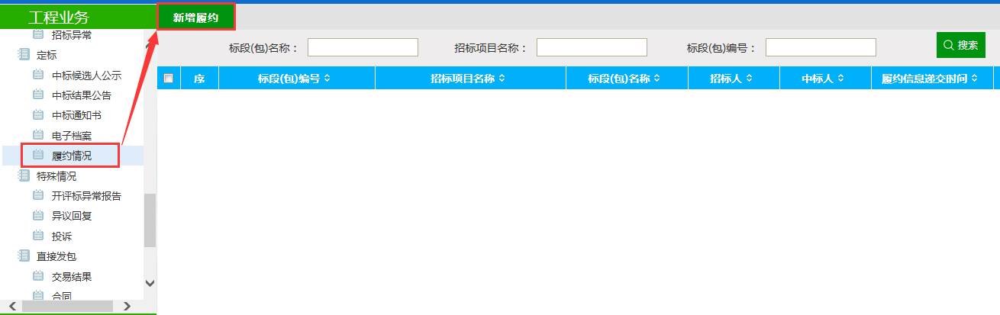 工程业务
新增履约
招标异常
定标
中标候选人公示
中标结果公告
中标通知书
电子档案
履约情况
特殊情况
开评标异常报告
异议回复
投诉
直接发包
交易结果
合同
标段(包)名称： 招标项目名称： 标段(包)编号： 搜索
序 标段(包)编号 招标项目名称 标段(包)名称 招标人 中标人 履约信息递交时间